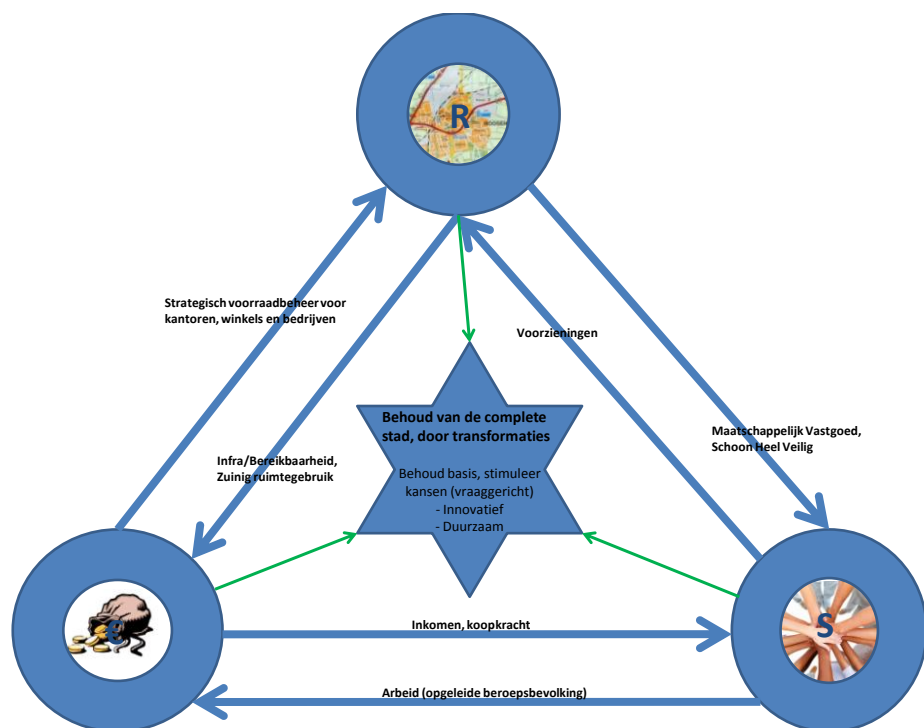 R
Strategisch voorraadbeheer voor
kantoren, winkels en bedrijven
Voorzieningen
Behoud van de complete
stad, door transformaties
Behoud basis, stimuleer
kansen (vraaggericht)
- Innovatief
- Duurzaam
Infra/Bereikbaarheid,
Zuinig ruimtegebruik
Maatschappelijk Vastgoed,
Schoon Heel Veilig
€
Inkomen, koopkracht
S
Arbeid (opgeleide beroepsbevolking)